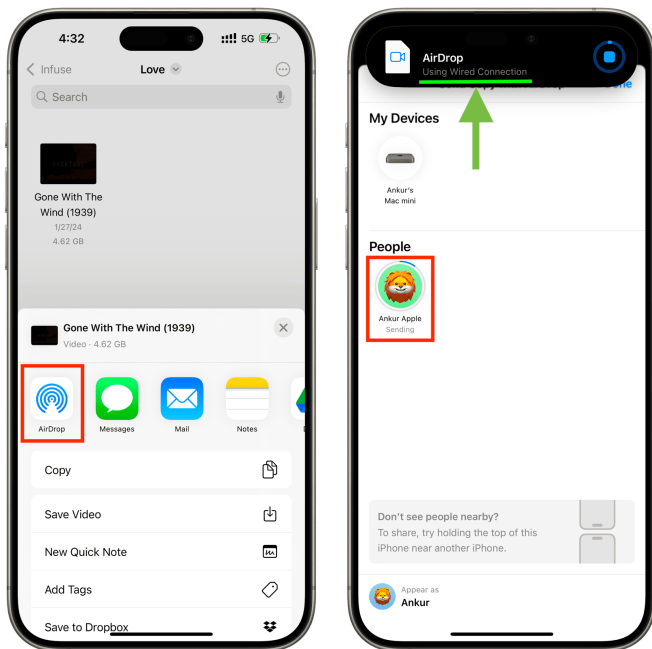 4:32
5G
Infuse
Love
Search
Gone With The
Wind (1939)
1/27/24
4.62 GB
Gone With The Wind (1939)
Video · 4.62 GB
AirDrop
Messages
Mail
Notes
Copy
Save Video
New Quick Note
Add Tags
Save to Dropbox
AirDrop
Using Wired Connection
My Devices
Ankur's
Mac mini
People
Ankur Apple
Sending
Don't see people nearby?
To share, try holding the top of this
iPhone near another iPhone.
Appear as
Ankur